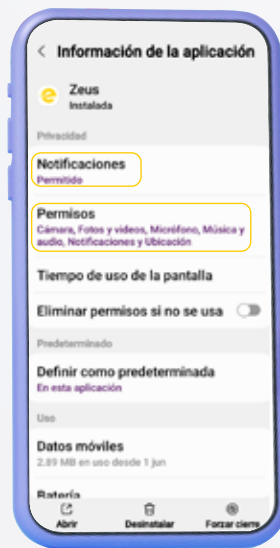 Información de la aplicación
Zeus
Instalada
Privacidad
Notificaciones
Permitido
Permisos
Cámara, Fotos y videos, Micrófono, Música y
audio, Notificaciones y Ubicación
Tiempo de uso de la pantalla
Eliminar permisos si no se usa
Predeterminado
Definir como predeterminada
En esta aplicación
Uso
Datos móviles
2.89 MB en uso desde 1 jun
Batería
Abrir
Desinstalar
Forzar cierre